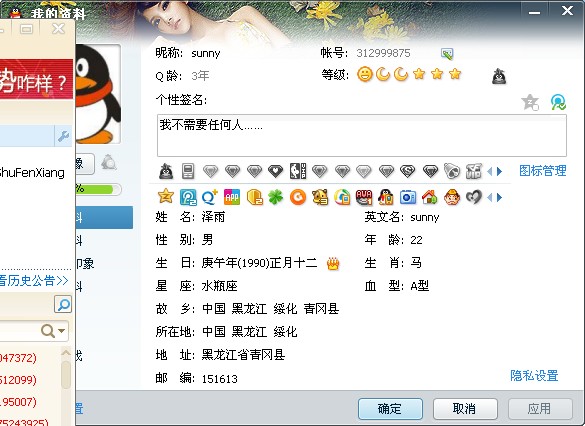 我的资料
势咋样？
昵称: sunny
帐号: 312999875
Q 龄: 3年
等级:
个性签名:
我不需要任何人……
象
huFenXiang
图标管理
%
料
姓 名: 泽雨
英文名: sunny
性 别: 男
年 龄: 22
印象
生 日: 庚午年(1990)正月十二
生 肖: 马
看历史公告>>
料
星 座: 水瓶座
血 型: A型
故 乡: 中国 黑龙江 绥化 青冈县
所在地: 中国 黑龙江 绥化
找
地 址: 黑龙江省青冈县
047372)
邮 编: 151613
隐私设置
512099)
195007)
置
确定
取消
应用
75243925)